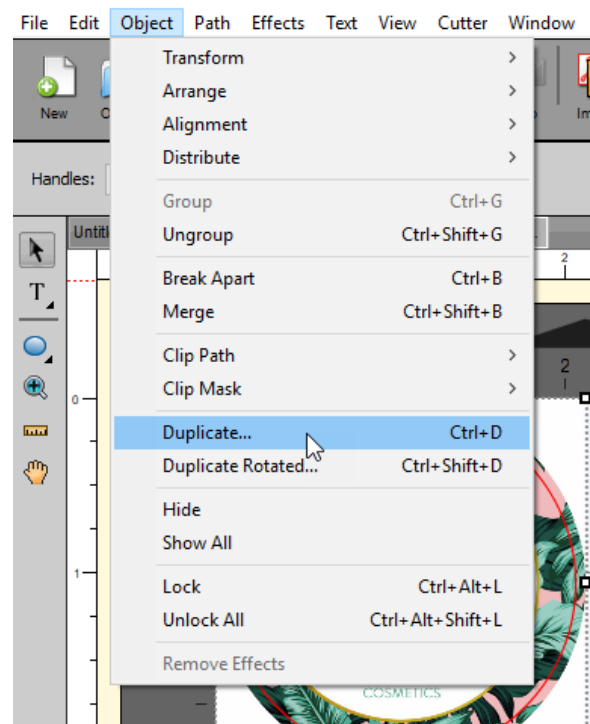 File Edit Object Path Effects Text View Cutter Window
Transform
Arrange
New
Alignment
Distribute
Handles:
Group Ctrl+G
Ungroup Ctrl+Shift+G
2
Break Apart Ctrl+B
T
Merge Ctrl+Shift+B
Clip Path
2
Clip Mask
0
Duplicate... Ctrl+D
Duplicate Rotated... Ctrl+Shift+D
Hide
Show All
1
Lock Ctrl+Alt+L
Unlock All Ctrl+Alt+Shift+L
Remove Effects
COSMETICS